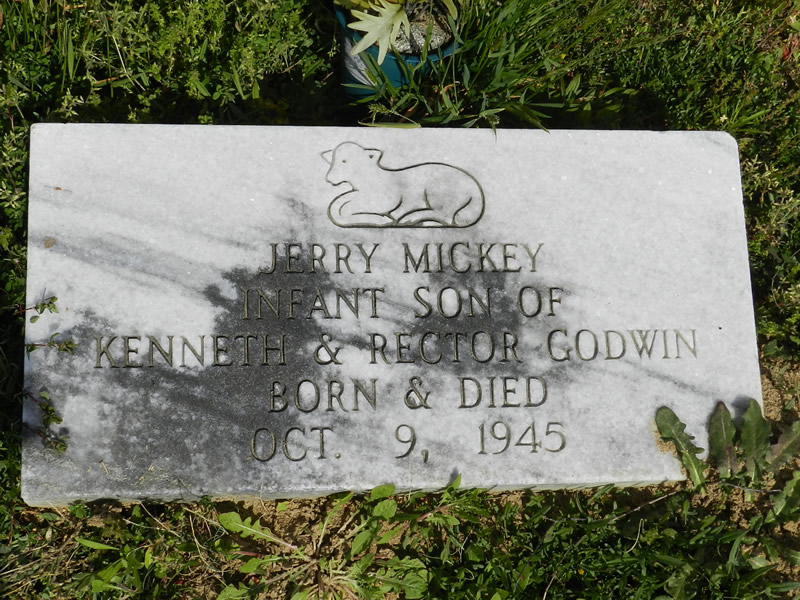 JERRY MICKEY
INFANT SON OF
KENNETH & RECTOR GODWIN
BORN & DIED
OCT. 9, 1945